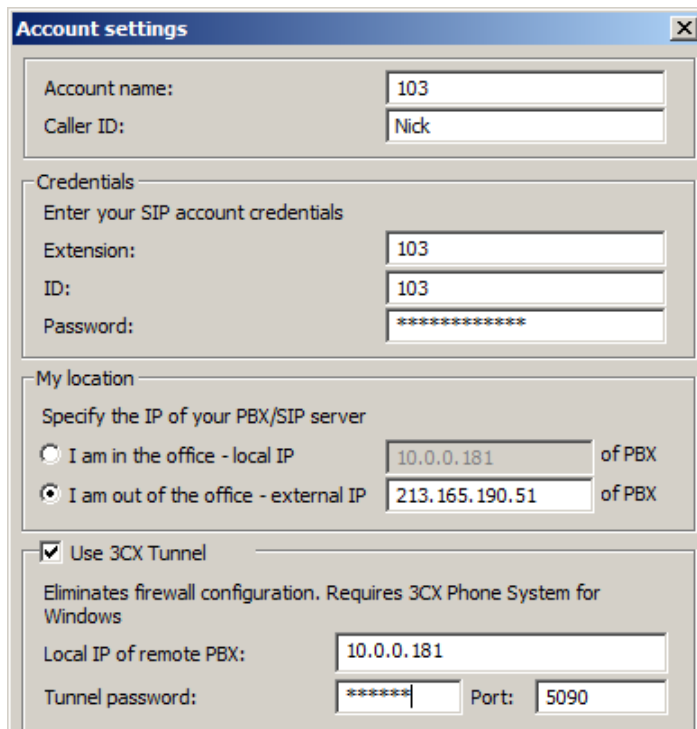 Account settings
Account name: 103
Caller ID: Nick
Credentials
Enter your SIP account credentials
Extension: 103
ID: 103
Password: ************
My location
Specify the IP of your PBX/SIP server
I am in the office - local IP 10.0.0.181 of PBX
I am out of the office - external IP 213.165.190.51 of PBX
Use 3CX Tunnel
Eliminates firewall configuration. Requires 3CX Phone System for
Windows
Local IP of remote PBX: 10.0.0.181
Tunnel password: ****** Port: 5090